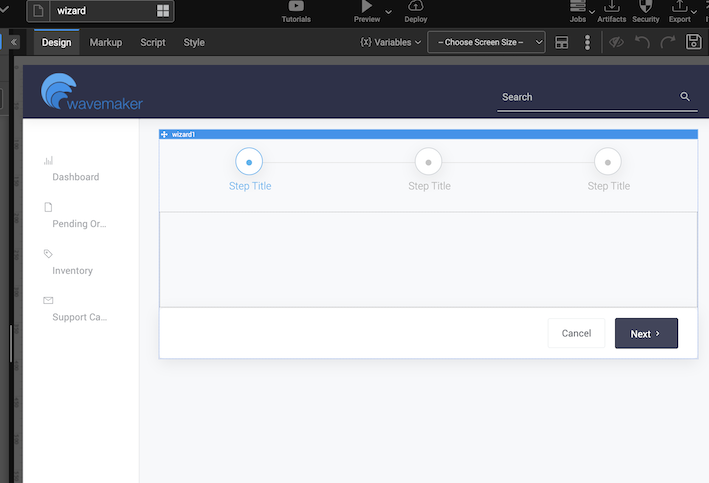 wizard
Tutorials
Preview
Deploy
Jobs
Artifacts
Security
Export
Design
Markup
Script
Style
{x} Variables
-- Choose Screen Size --
wavemaker
Search
wizard1
Dashboard
Pending Or...
Inventory
Support Ca...
Step Title
Step Title
Step Title
Cancel
Next